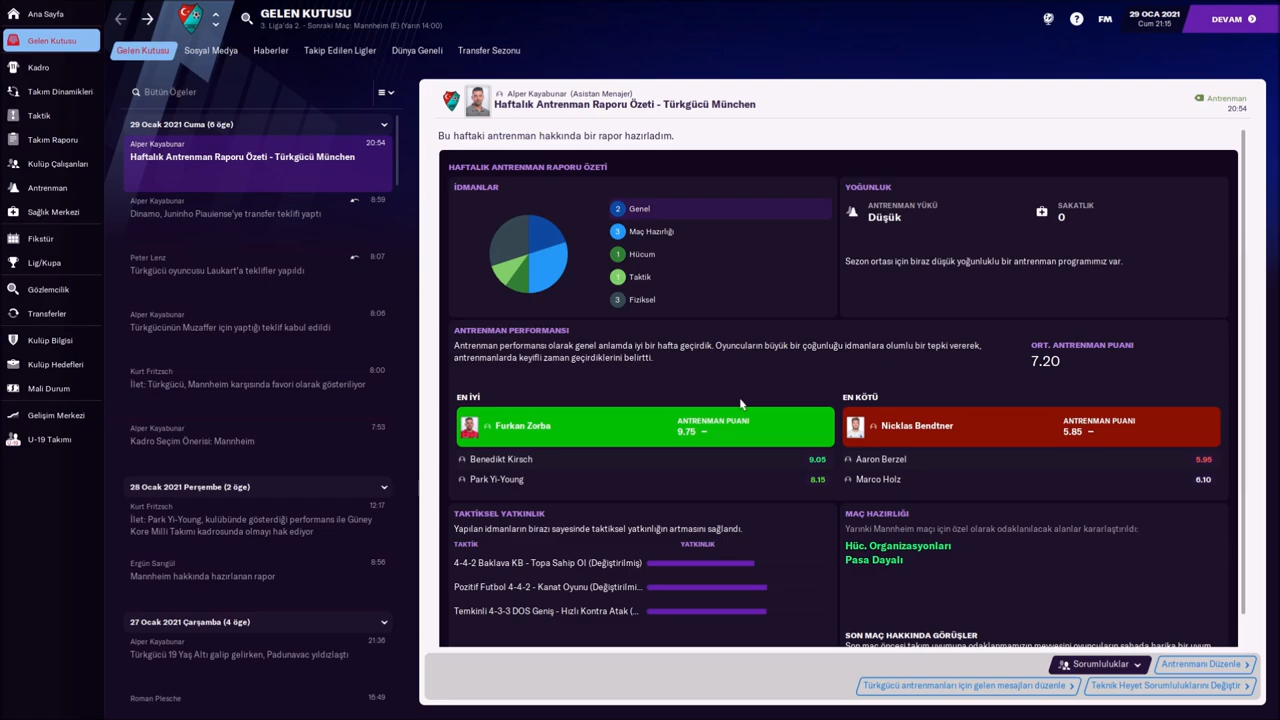 Ana Sayfa
Gelen Kutusu
Kadro
Takım Dinamikleri
Taktik
Takım Raporu
Kulüp Çalışanları
Antrenman
Sağlık Merkezi
Fikstür
Lig/Kupa
Gözlemcilik
Transferler
Kulüp Bilgisi
Kulüp Hedefleri
Mali Durum
Gelişim Merkezi
U-19 Takımı
GELEN KUTUSU
3. Liga'da 2. - Sonraki Maç: Mannheim (E) (Yarın 14:00)
FM
29 OCA 2021
Cum 21:15
DEVAM
Gelen Kutusu
Sosyal Medya
Haberler
Takip Edilen Ligler
Dünya Geneli
Transfer Sezonu
Bütün Ögeler
29 Ocak 2021 Cuma (6 öge)
Alper Kayabunar 20:54
Haftalık Antrenman Raporu Özeti - Türkgücü München
Alper Kayabunar 8:59
Dinamo, Juninho Piauiense'ye transfer teklifi yaptı
Peter Lenz 8:07
Türkgücü oyuncusu Laukart'a teklifler yapıldı
Alper Kayabunar 8:06
Türkgücünün Muzaffer için yaptığı teklif kabul edildi
Kurt Fritzsch 8:00
İlet: Türkgücü, Mannheim karşısında favori olarak gösteriliyor
Alper Kayabunar 7:53
Kadro Seçim Önerisi: Mannheim
28 Ocak 2021 Perşembe (2 öge)
Kurt Fritzsch 12:17
İlet: Park Yi-Young, kulübünde gösterdiği performans ile Güney
Kore Milli Takımı kadrosunda olmayı hak ediyor
Ergün Sarıgül 8:56
Mannheim hakkında hazırlanan rapor
27 Ocak 2021 Çarşamba (4 öge)
Alper Kayabunar 21:36
Türkgücü 19 Yaş Altı galip gelirken, Padunavac yıldızlaştı
Roman Plesche 16:49
Alper Kayabunar (Asistan Menajer)
Haftalık Antrenman Raporu Özeti - Türkgücü München
Antrenman
20:54
Bu haftaki antrenman hakkında bir rapor hazırladım.
HAFTALIK ANTRENMAN RAPORU ÖZETİ
İDMANLAR
2 Genel
3 Maç Hazırlığı
1 Hücum
1 Taktik
3 Fiziksel
YOĞUNLUK
ANTRENMAN YÜKÜ
Düşük
SAKATLIK
0
Sezon ortası için biraz düşük yoğunluklu bir antrenman programımız var.
ANTRENMAN PERFORMANSI
Antrenman performansı olarak genel anlamda iyi bir hafta geçirdik. Oyuncuların büyük bir çoğunluğu idmanlara olumlu bir tepki vererek,
antrenmanlarda keyifli zaman geçirdiklerini belirtti.
ORT. ANTRENMAN PUANI
7.20
EN İYİ
Furkan Zorba
ANTRENMAN PUANI
9.75 –
Benedikt Kirsch 9.05
Park Yi-Young 8.15
EN KÖTÜ
Nicklas Bendtner
ANTRENMAN PUANI
5.85 –
Aaron Berzel 5.95
Marco Holz 6.10
TAKTİKSEL YATKINLIK
Yapılan idmanların birazı sayesinde taktiksel yatkınlığın artmasını sağlandı.
TAKTİK YATKINLIK
4-4-2 Baklava KB - Topa Sahip Ol (Değiştirilmiş)
Pozitif Futbol 4-4-2 - Kanat Oyunu (Değiştirilmi...
Temkinli 4-3-3 DOS Geniş - Hızlı Kontra Atak (...
MAÇ HAZIRLIĞI
Yarınki Mannheim maçı için özel olarak odaklanılacak alanlar kararlaştırıldı:
Hüc. Organizasyonları
Pasa Dayalı
SON MAÇ HAKKINDA GÖRÜŞLER
Son maç öncesi takım uyumuna odaklanmamızın meyvesini oyuncuların sahada harika bir uyum
Sorumluluklar
Antrenmanı Düzenle
Türkgücü antrenmanları için gelen mesajları düzenle
Teknik Heyet Sorumluluklarını Değiştir